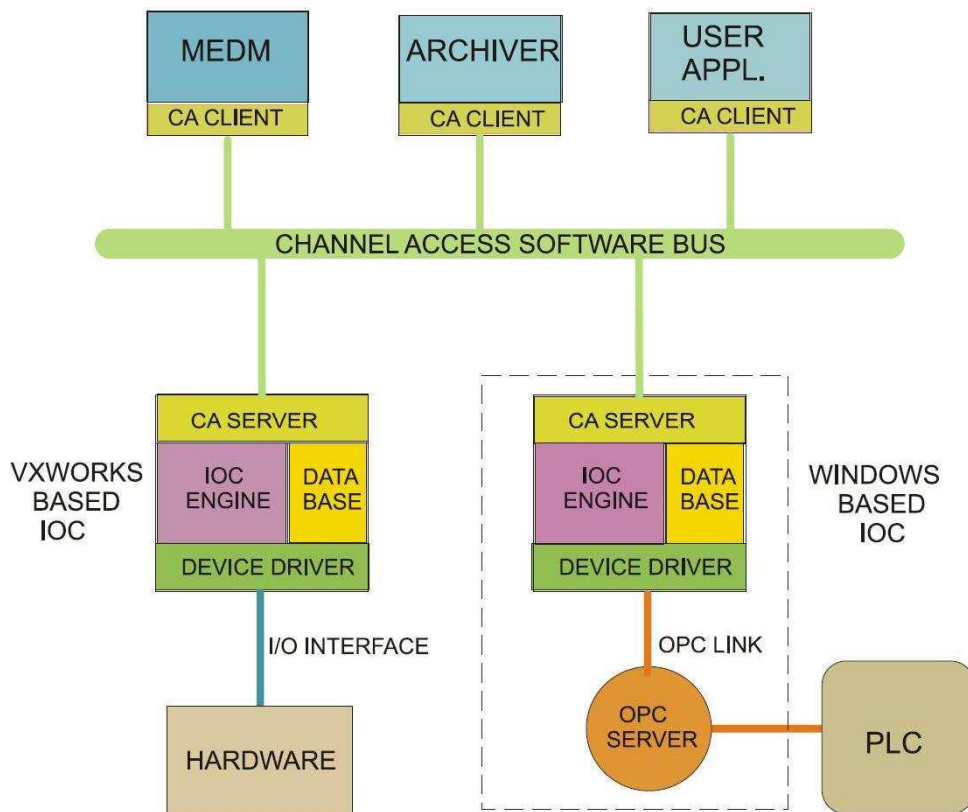 MEDM
CA CLIENT
ARCHIVER
CA CLIENT
USER
APPL.
CA CLIENT
CHANNEL ACCESS SOFTWARE BUS
VXWORKS
BASED
IOC
CA SERVER
IOC
ENGINE
DATA
BASE
DEVICE DRIVER
I/O INTERFACE
HARDWARE
CA SERVER
IOC
ENGINE
DATA
BASE
DEVICE DRIVER
WINDOWS
BASED
IOC
OPC LINK
OPC
SERVER
PLC